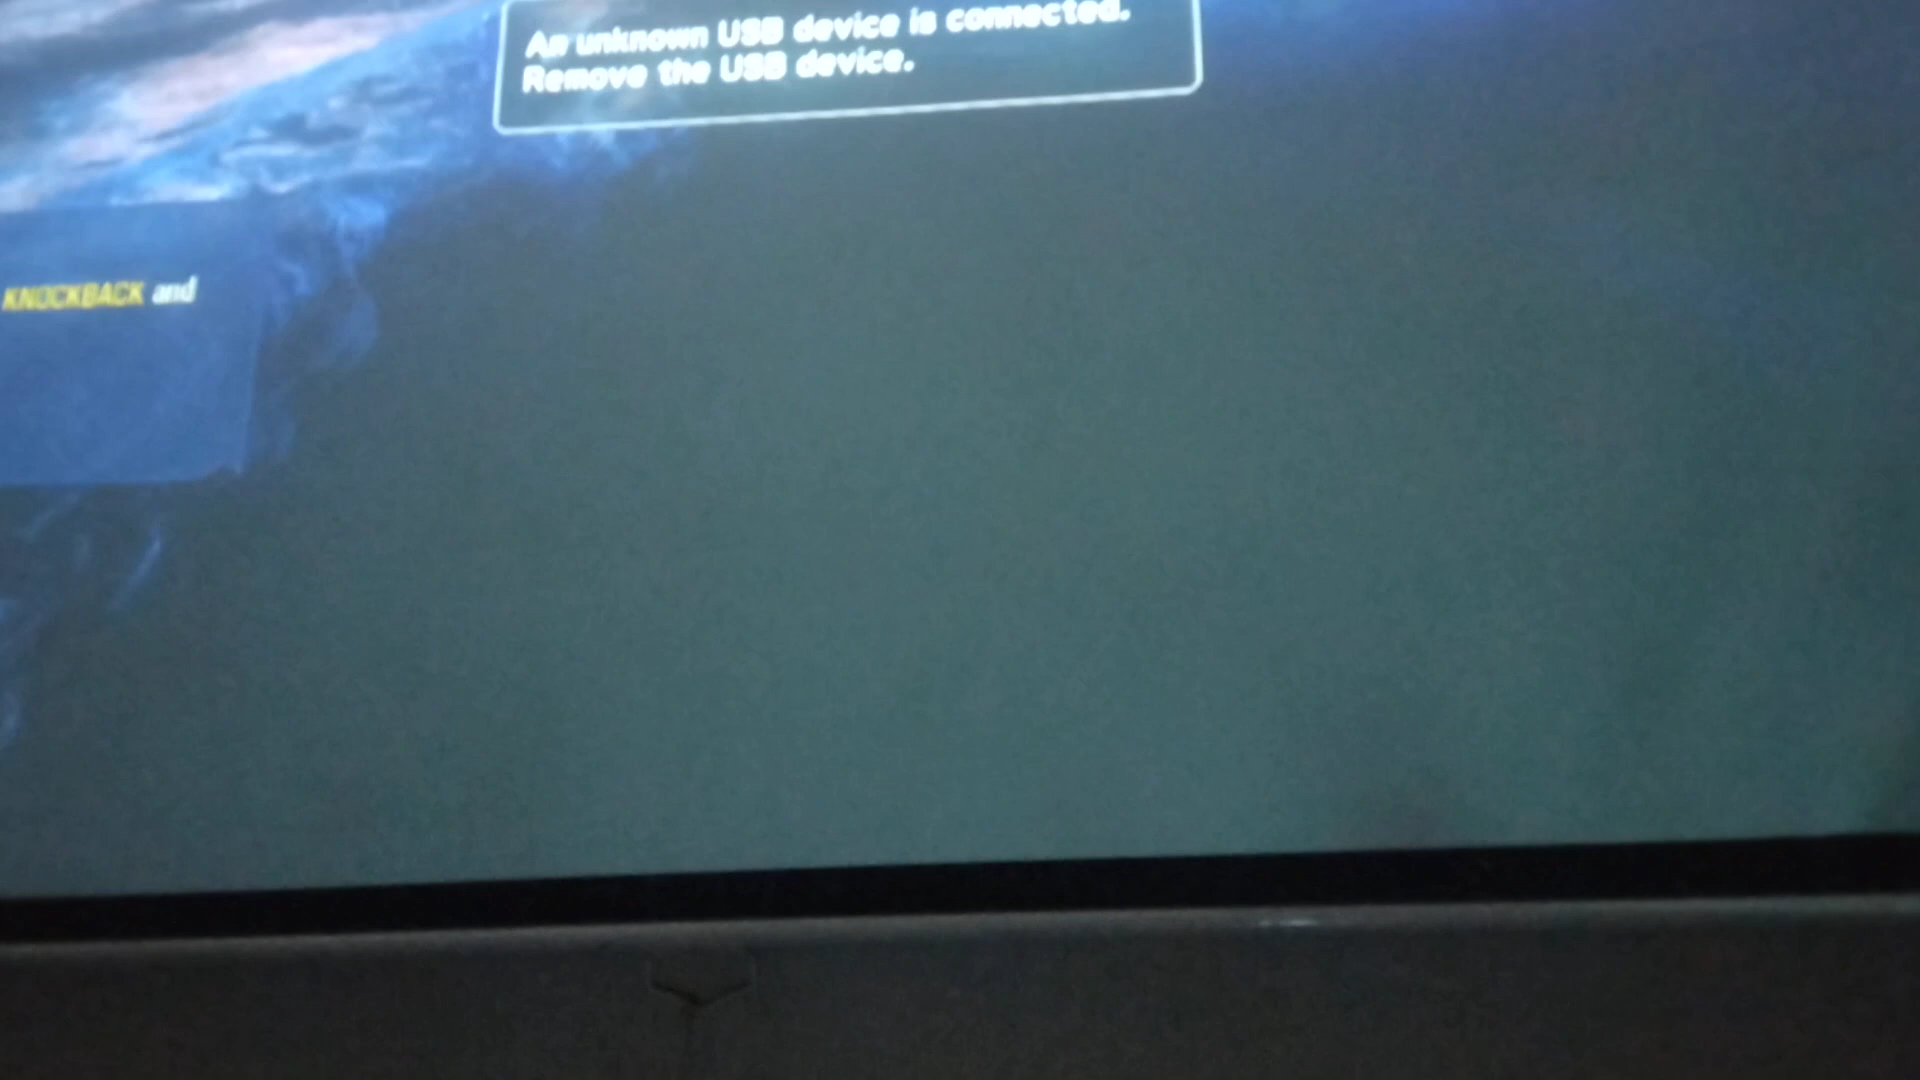 An unknown USB device is connected.
Remove the USB device.
KNOCKBACK and